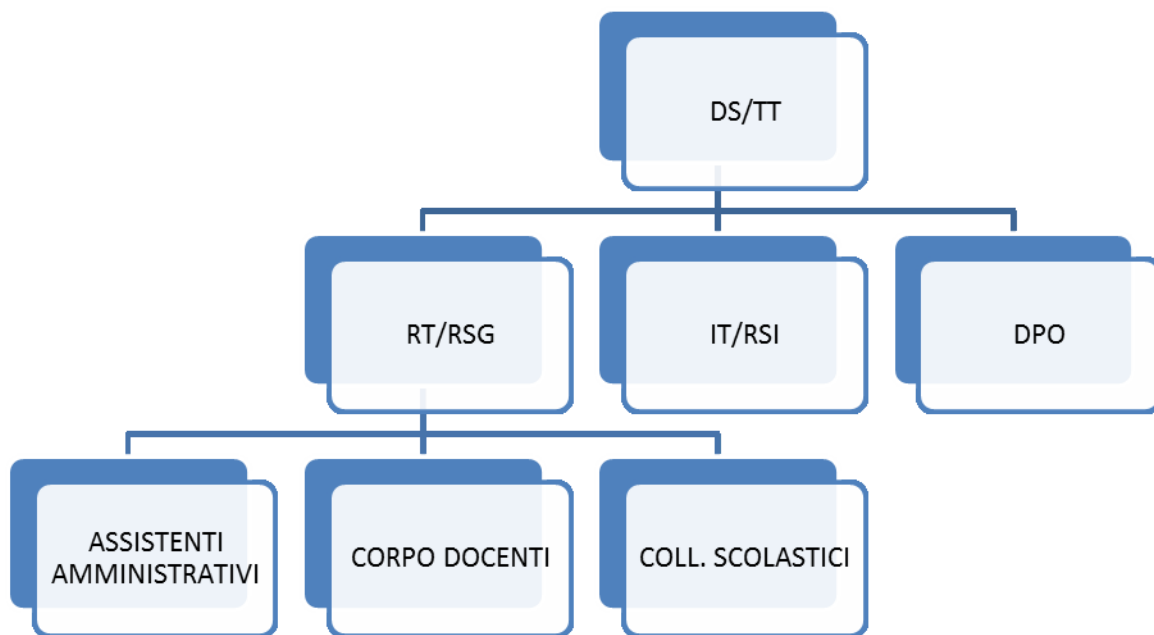 DS/TT
RT/RSG
IT/RSI
DPO
ASSISTENTI
AMMINISTRATIVI
CORPO DOCENTI
COLL. SCOLASTICI